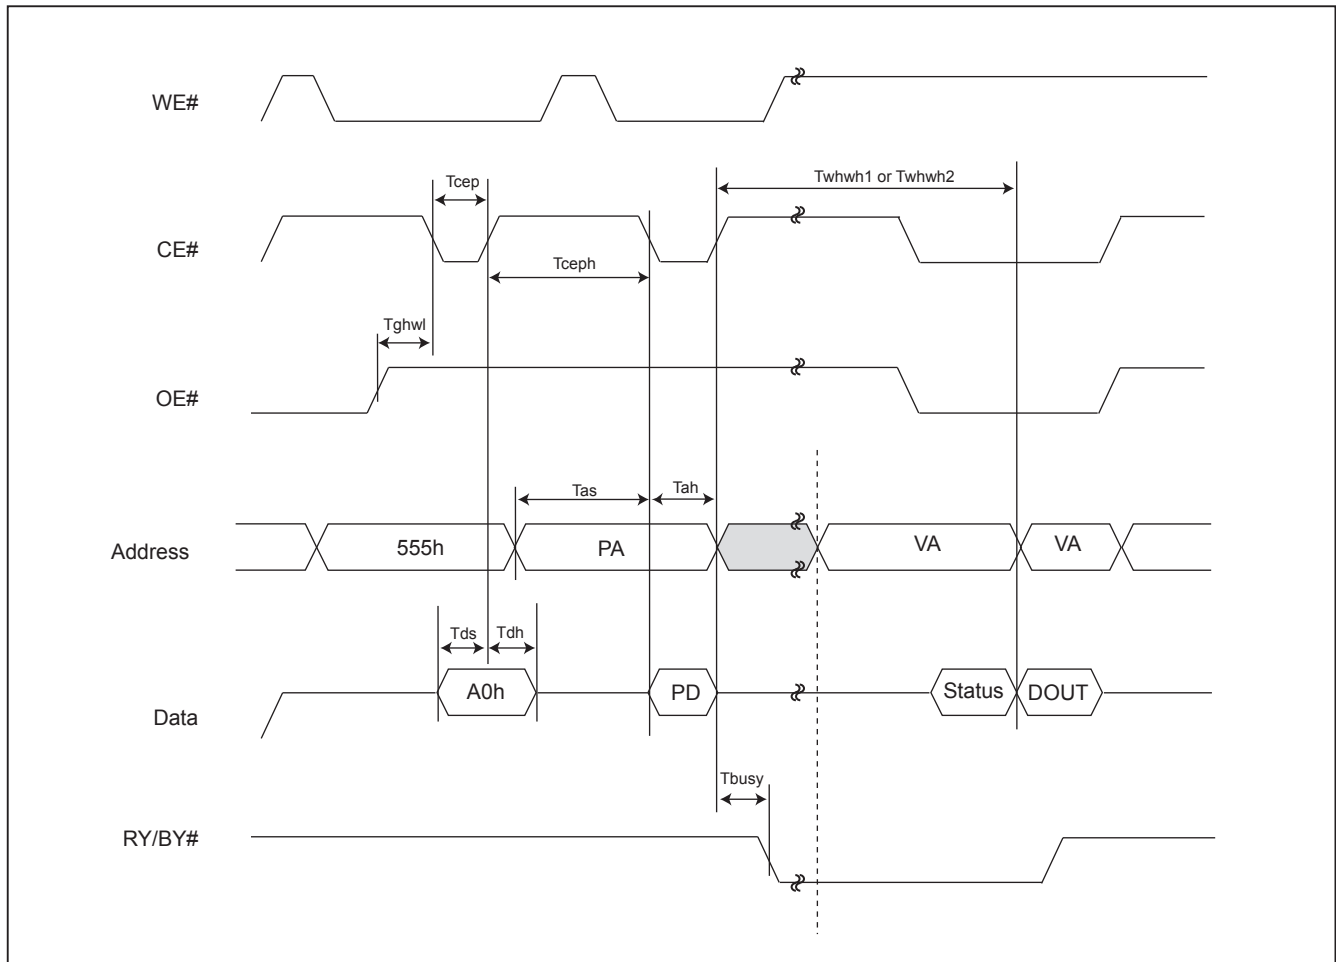 WE#
Tcep
Twhwh1 or Twhwh2
CE#
Tceph
Tghwl
OE#
Tas
Tah
Address
555h
PA
VA
VA
Tds
Tdh
Data
A0h
PD
Status
DOUT
Tbusy
RY/BY#